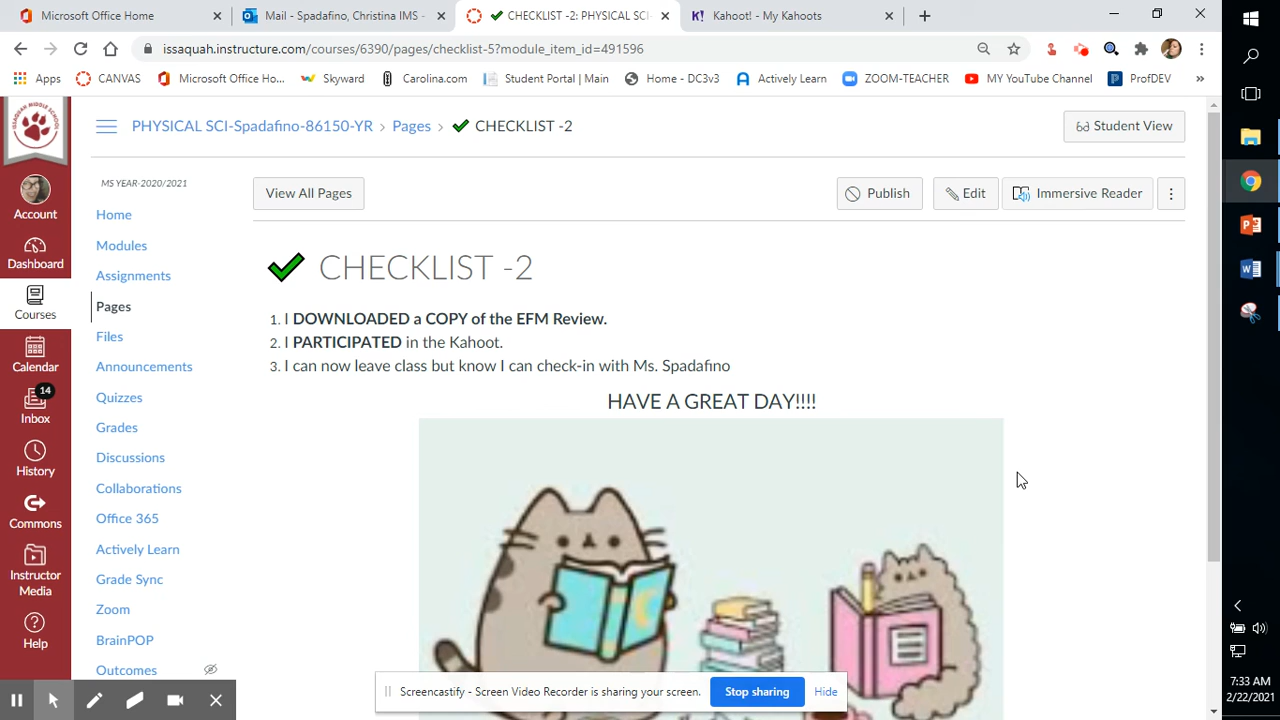 Microsoft Office Home
Mail - Spadafino, Christina IMS -
CHECKLIST -2: PHYSICAL SCI-
Kahoot! - My Kahoots
issaquah.instructure.com/courses/6390/pages/checklist-5?module_item_id=491596
Apps
CANVAS
Microsoft Office Ho...
Skyward
Carolina.com
Student Portal | Main
Home - DC3v3
Actively Learn
ZOOM-TEACHER
MY YouTube Channel
ProfDEV
»
ISSAQUAH MIDDLE SCHOOL
PHYSICAL SCI-Spadafino-86150-YR › Pages › CHECKLIST -2
Student View
Account
Dashboard
Courses
Calendar
14
Inbox
History
Commons
Instructor
Media
Help
MS YEAR-2020/2021
Home
Modules
Assignments
Pages
Files
Announcements
Quizzes
Grades
Discussions
Collaborations
Office 365
Actively Learn
Grade Sync
Zoom
BrainPOP
Outcomes
View All Pages
Publish
Edit
Immersive Reader
CHECKLIST -2
1. I DOWNLOADED a COPY of the EFM Review.
2. I PARTICIPATED in the Kahoot.
3. I can now leave class but know I can check-in with Ms. Spadafino
HAVE A GREAT DAY!!!!
Screencastify - Screen Video Recorder is sharing your screen.
Stop sharing
Hide
7:33 AM
2/22/2021